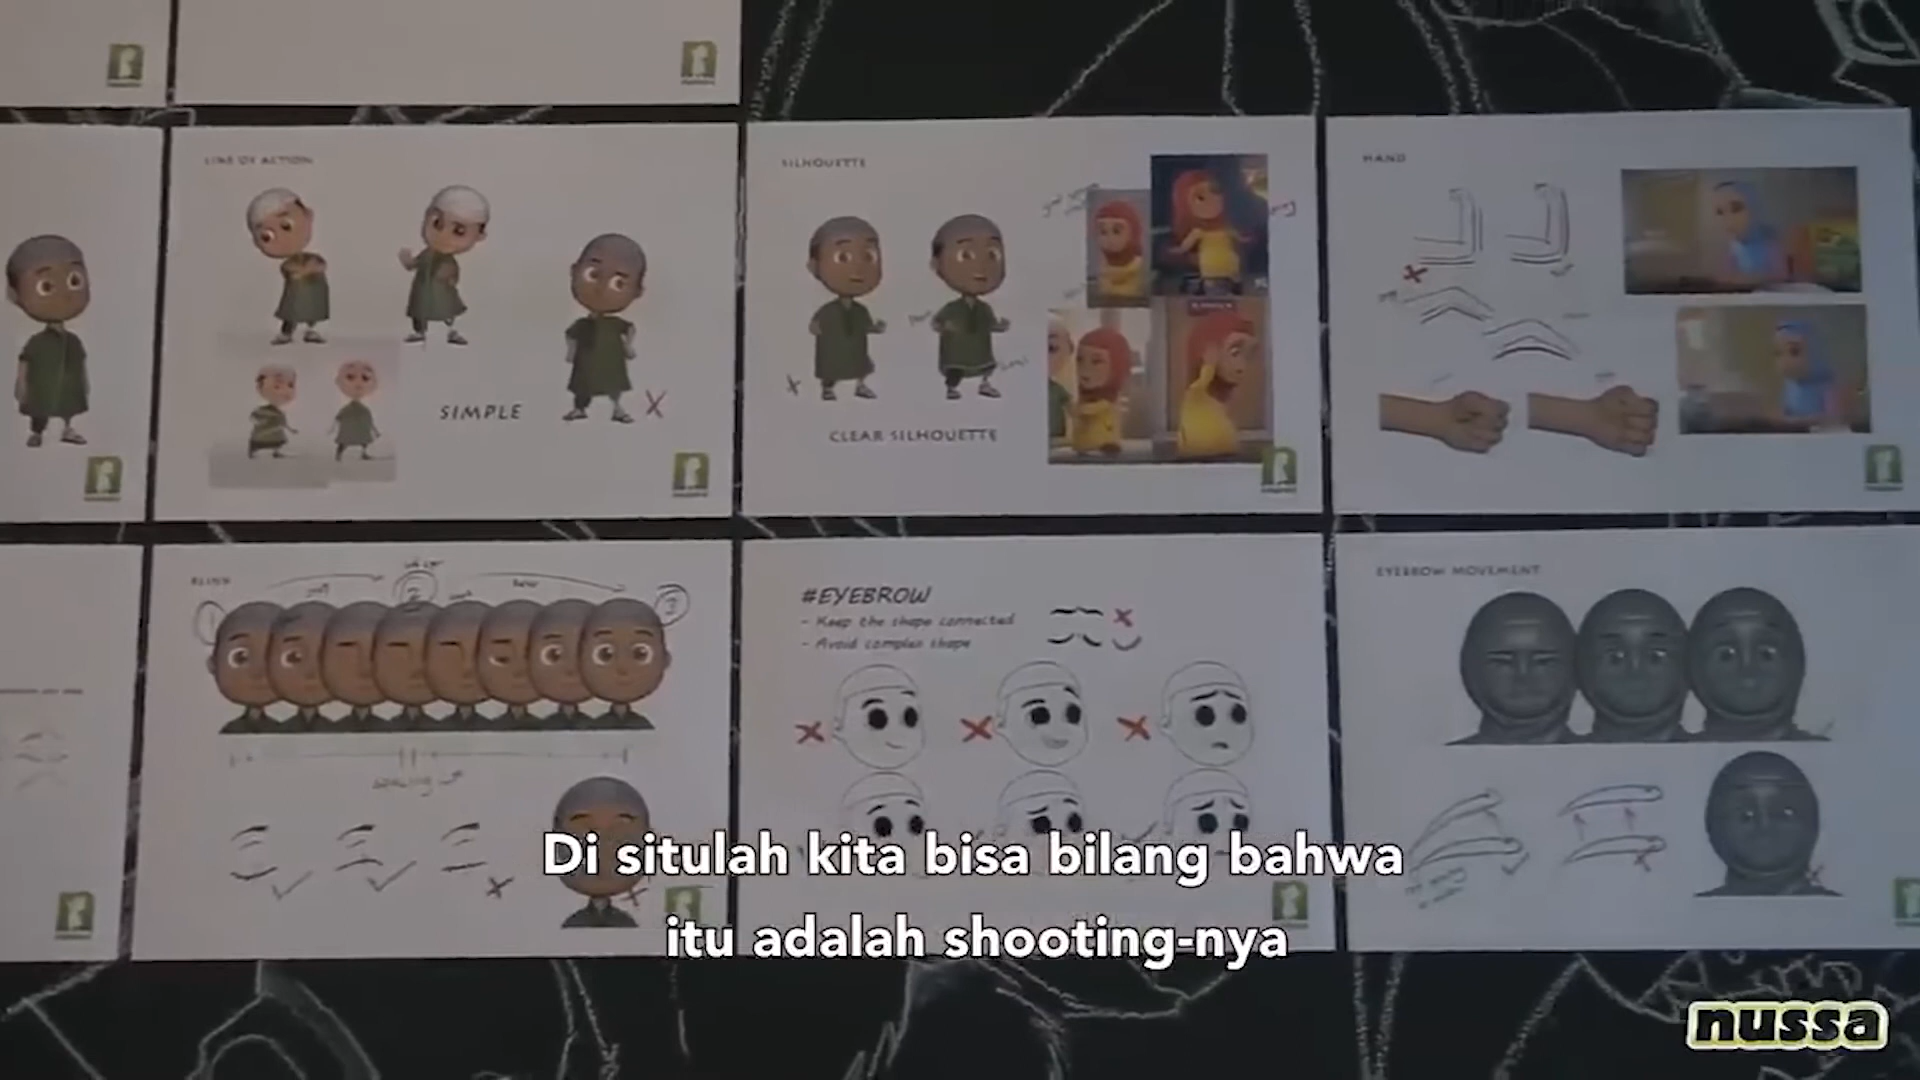 LINE OF ACTION
SIMPLE
SILHOUETTE
CLEAR SILHOUETTE
HAND
BLINK
SPACING
#EYEBROW
- Keep the shape connected
- Avoid complex shape
EYEBROW MOVEMENT
Di situlah kita bisa bilang bahwa
itu adalah shooting-nya
nussa